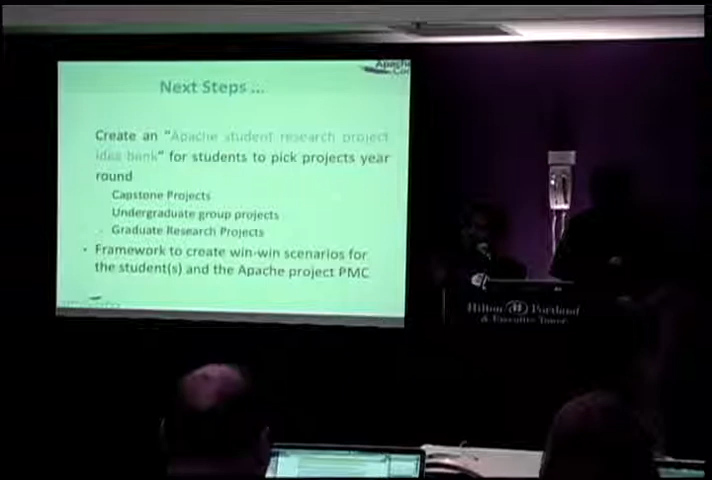 Apache
Con
Next Steps ...
Create an "Apache student research project
idea bank" for students to pick projects year
round
Capstone Projects
Undergraduate group projects
Graduate Research Projects
Framework to create win-win scenarios for
the student(s) and the Apache project PMC
Hilton Portland
& Executive Tower